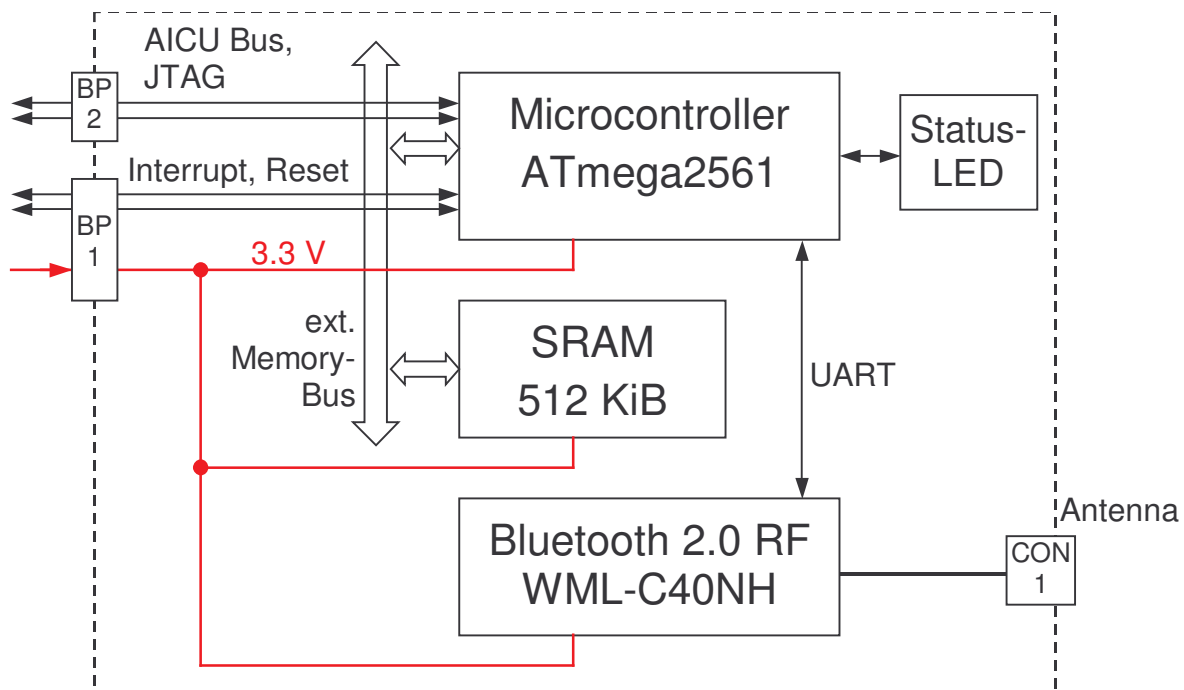 AICU Bus,
JTAG
BP
2
Microcontroller
ATmega2561
Status-
LED
Interrupt, Reset
BP
1
3.3 V
ext.
Memory-
Bus
SRAM
512 KiB
UART
Bluetooth 2.0 RF
WML-C40NH
Antenna
CON
1